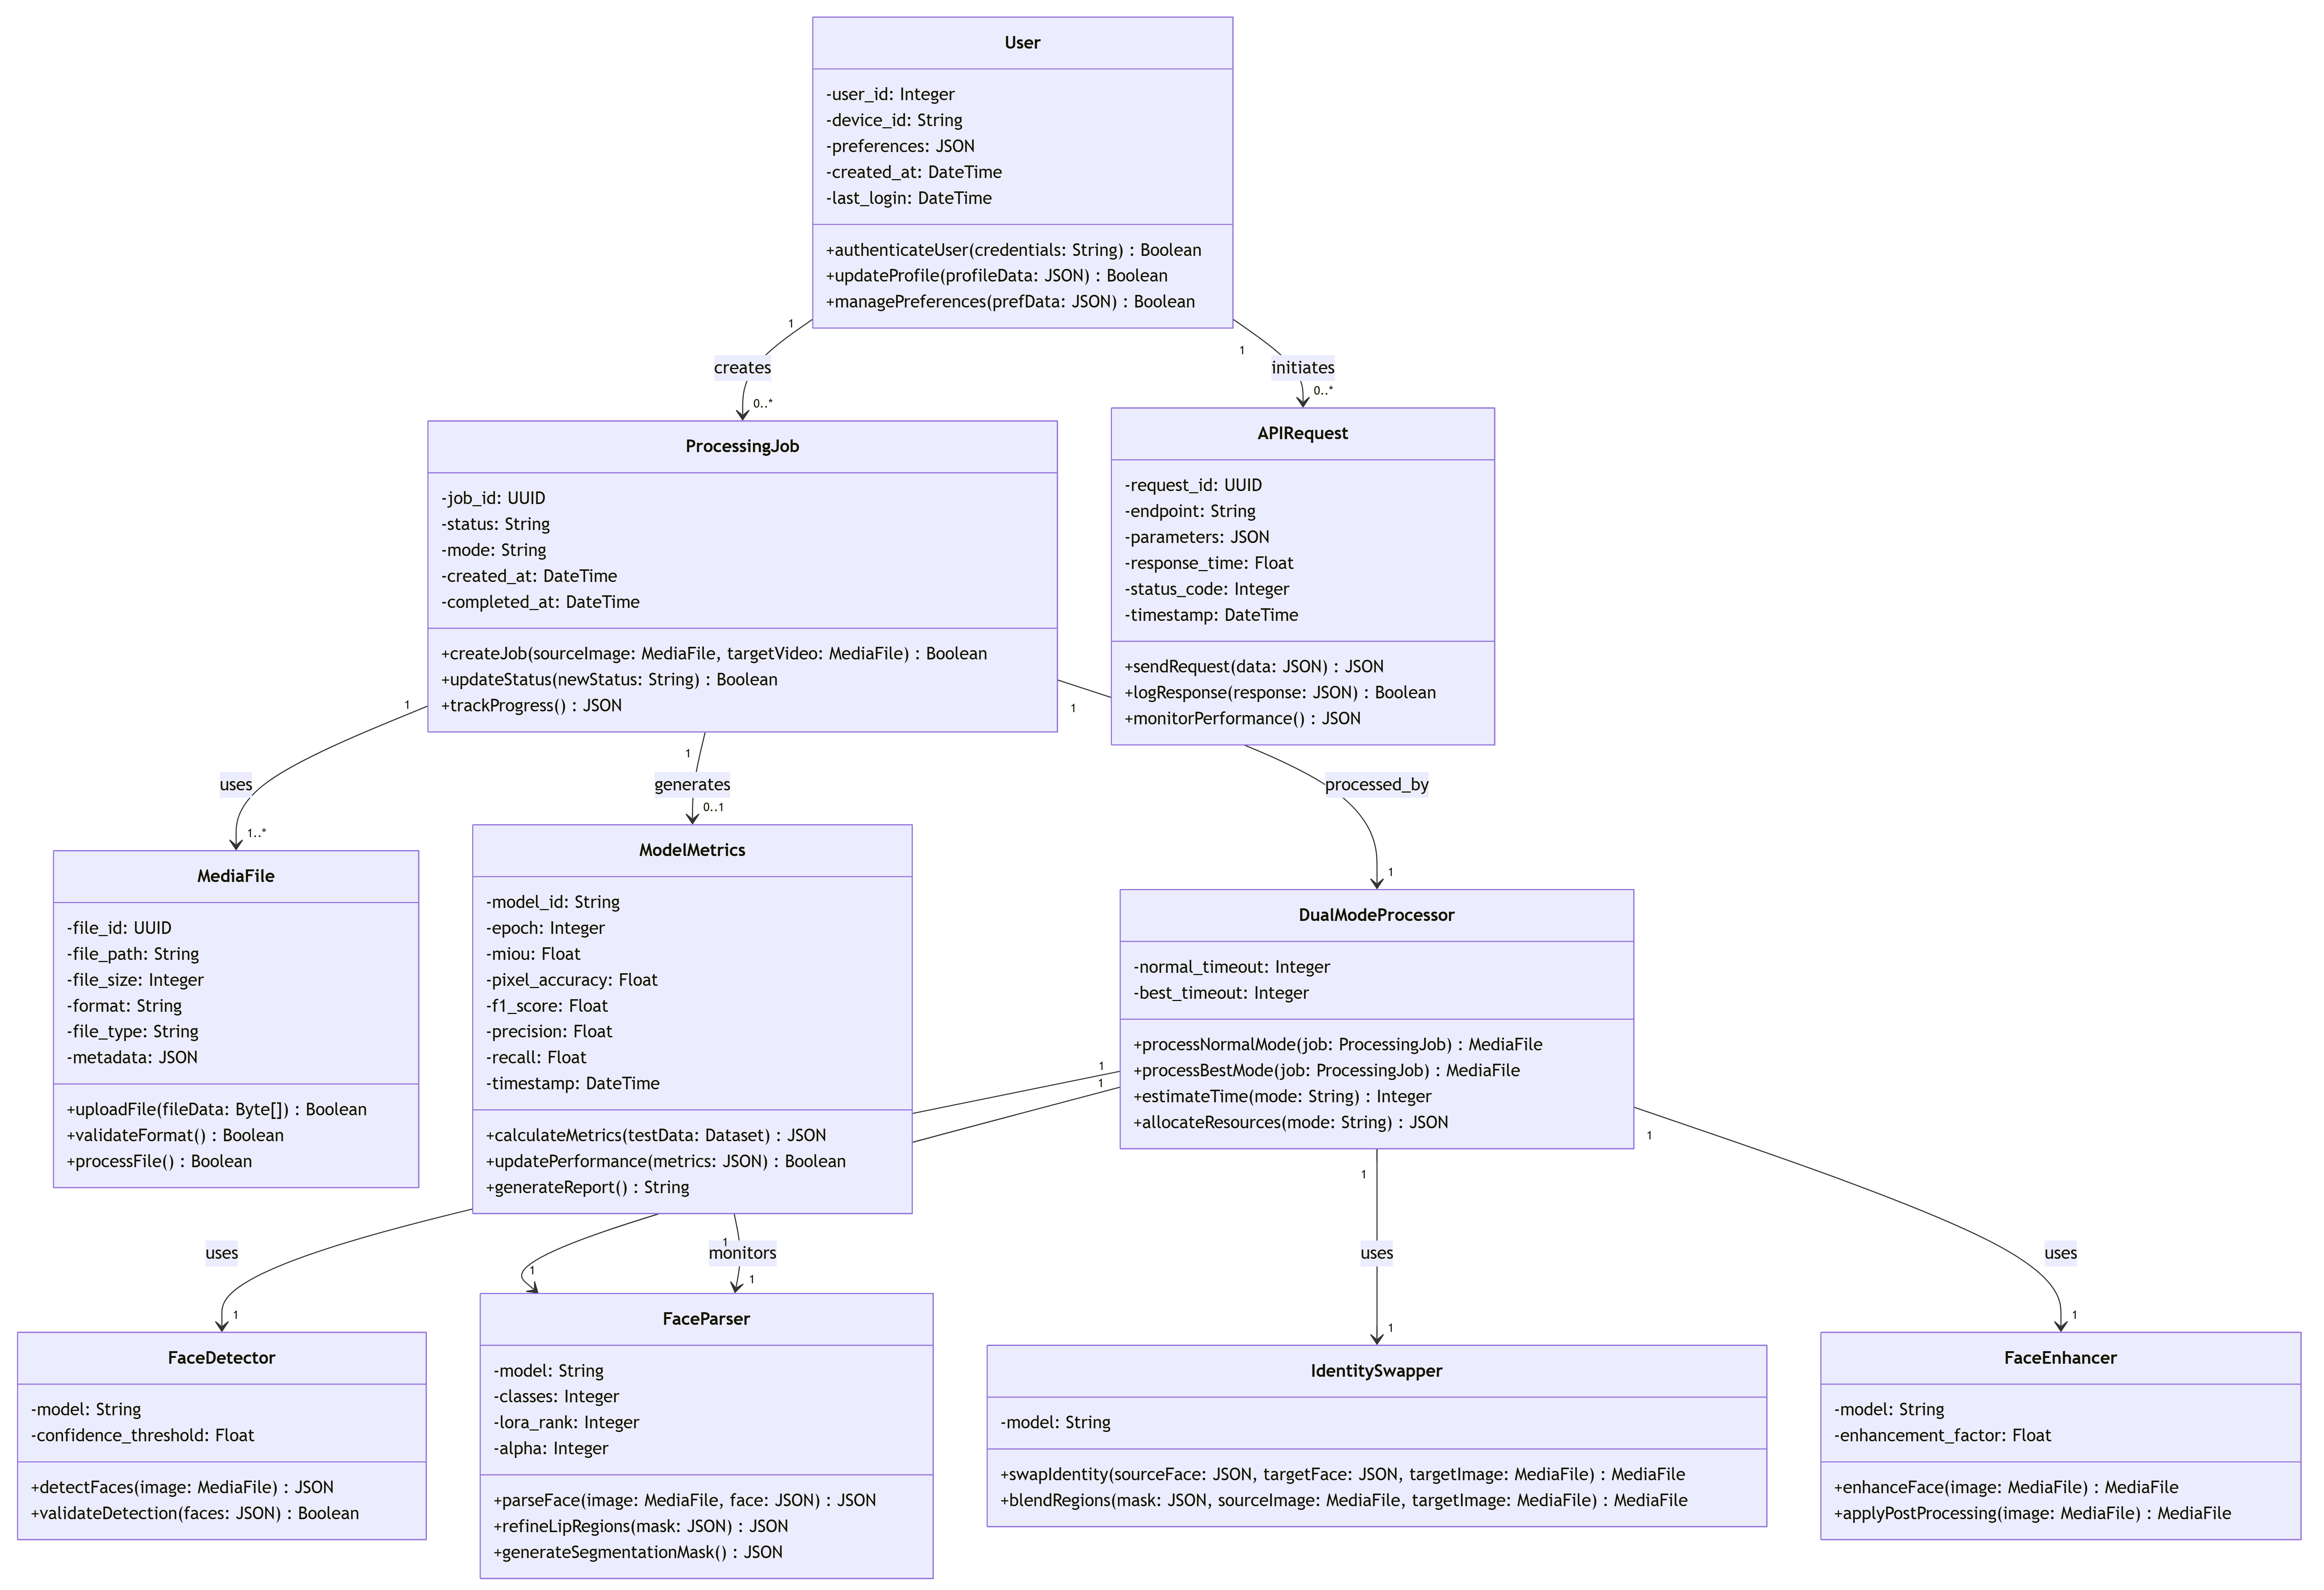 User
-user_id: Integer
-device_id: String
-preferences: JSON
-created_at: DateTime
-last_login: DateTime
+authenticateUser(credentials: String) : Boolean
+updateProfile(profileData: JSON) : Boolean
+managePreferences(prefData: JSON) : Boolean
1
1
creates
initiates
0..*
0..*
ProcessingJob
-job_id: UUID
-status: String
-mode: String
-created_at: DateTime
-completed_at: DateTime
+createJob(sourceImage: MediaFile, targetVideo: MediaFile) : Boolean
+updateStatus(newStatus: String) : Boolean
+trackProgress() : JSON
APIRequest
-request_id: UUID
-endpoint: String
-parameters: JSON
-response_time: Float
-status_code: Integer
-timestamp: DateTime
+sendRequest(data: JSON) : JSON
+logResponse(response: JSON) : Boolean
+monitorPerformance() : JSON
1
1
1
uses
generates
processed_by
1..*
0..1
1
MediaFile
-file_id: UUID
-file_path: String
-file_size: Integer
-format: String
-file_type: String
-metadata: JSON
+uploadFile(fileData: Byte[]) : Boolean
+validateFormat() : Boolean
+processFile() : Boolean
ModelMetrics
-model_id: String
-epoch: Integer
-miou: Float
-pixel_accuracy: Float
-f1_score: Float
-precision: Float
-recall: Float
-timestamp: DateTime
+calculateMetrics(testData: Dataset) : JSON
+updatePerformance(metrics: JSON) : Boolean
+generateReport() : String
DualModeProcessor
-normal_timeout: Integer
-best_timeout: Integer
+processNormalMode(job: ProcessingJob) : MediaFile
+processBestMode(job: ProcessingJob) : MediaFile
+estimateTime(mode: String) : Integer
+allocateResources(mode: String) : JSON
1
1
1
1
1
uses
monitors
uses
uses
1
1
1
1
1
FaceDetector
-model: String
-confidence_threshold: Float
+detectFaces(image: MediaFile) : JSON
+validateDetection(faces: JSON) : Boolean
FaceParser
-model: String
-classes: Integer
-lora_rank: Integer
-alpha: Integer
+parseFace(image: MediaFile, face: JSON) : JSON
+refineLipRegions(mask: JSON) : JSON
+generateSegmentationMask() : JSON
IdentitySwapper
-model: String
+swapIdentity(sourceFace: JSON, targetFace: JSON, targetImage: MediaFile) : MediaFile
+blendRegions(mask: JSON, sourceImage: MediaFile, targetImage: MediaFile) : MediaFile
FaceEnhancer
-model: String
-enhancement_factor: Float
+enhanceFace(image: MediaFile) : MediaFile
+applyPostProcessing(image: MediaFile) : MediaFile